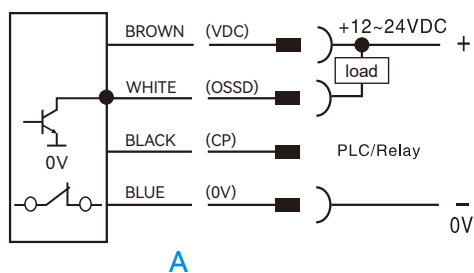 BROWN (VDC) +12~24VDC +
load
WHITE (OSSD)
0V
BLACK (CP) PLC/Relay
BLUE (0V) −
0V
A